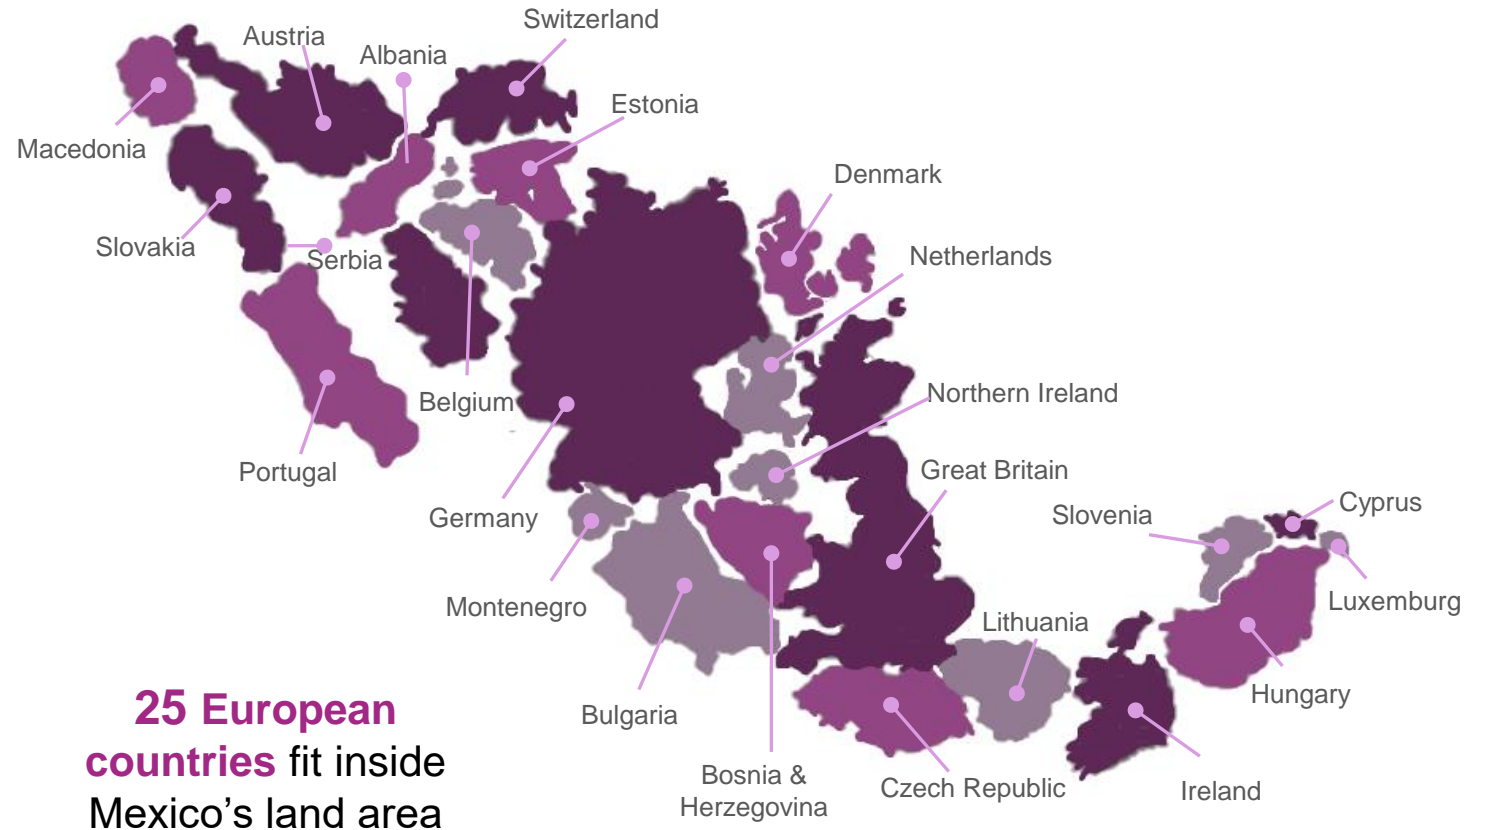 Switzerland
Austria
Albania
Estonia
Macedonia
Denmark
Slovakia
Serbia
Netherlands
Belgium
Northern Ireland
Portugal
Great Britain
Germany
Cyprus
Slovenia
Montenegro
Luxemburg
Lithuania
Hungary
Bulgaria
Bosnia &
Herzegovina
Czech Republic
Ireland
25 European
countries fit inside
Mexico’s land area